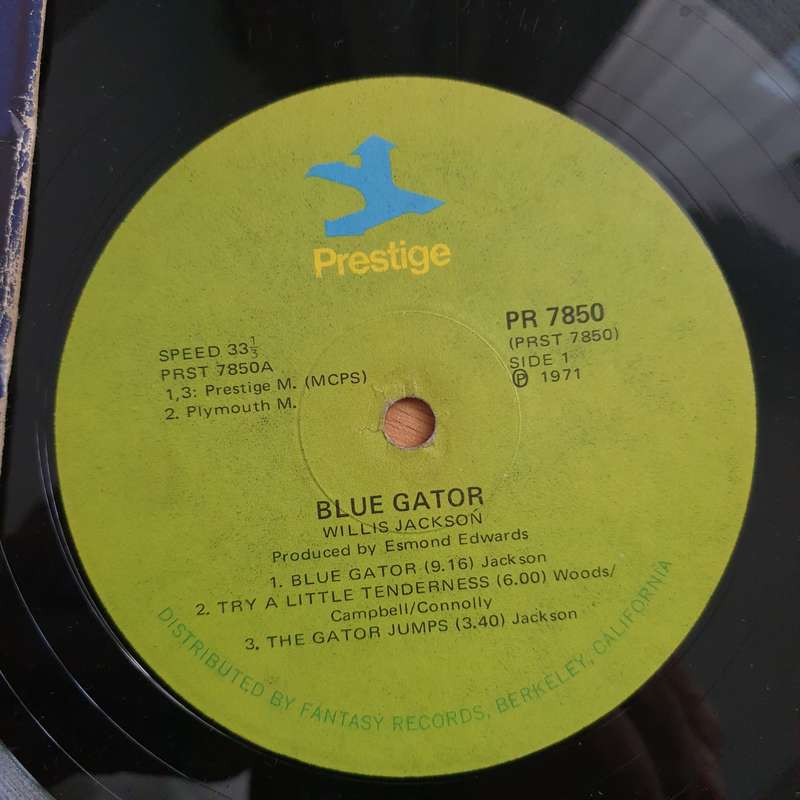 Prestige
SPEED 33⅓
PRST 7850A
1,3: Prestige M. (MCPS)
2. Plymouth M.
PR 7850
(PRST 7850)
SIDE 1
Ⓟ 1971
BLUE GATOR
WILLIS JACKSON
Produced by Esmond Edwards
1. BLUE GATOR (9.16) Jackson
2. TRY A LITTLE TENDERNESS (6.00) Woods/
Campbell/Connolly
3. THE GATOR JUMPS (3.40) Jackson
DISTRIBUTED BY FANTASY RECORDS, BERKELEY, CALIFORNIA